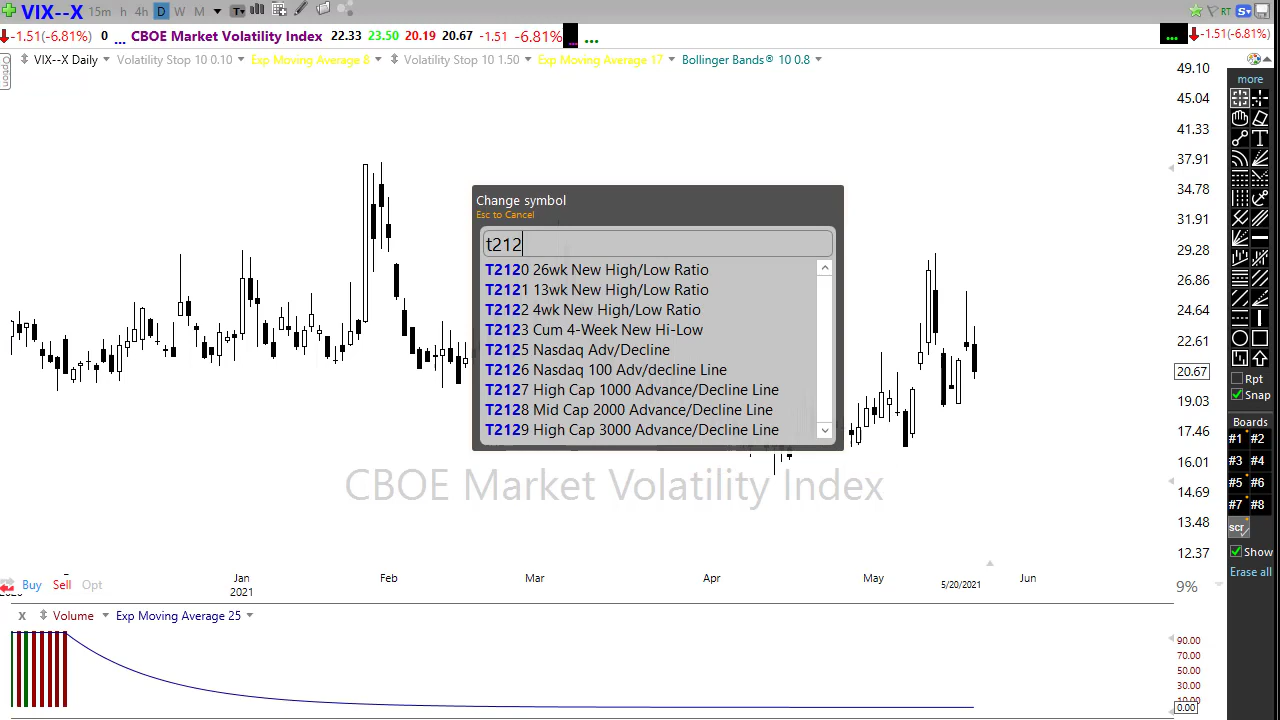 VIX--X 15m h 4h D W M T
-1.51(-6.81%) 0 ... CBOE Market Volatility Index 22.33 23.50 20.19 20.67 -1.51 -6.81% ... ... ... -1.51(-6.81%)
RT S
Option
VIX--X Daily Volatility Stop 10 0.10 Exp Moving Average 8 Volatility Stop 10 1.50 Exp Moving Average 17 Bollinger Bands® 10 0.8
49.10
45.04
41.33
37.91
34.78
31.91
29.28
26.86
24.64
22.61
20.67
19.03
17.46
16.01
14.69
13.48
12.37
more
T
Rpt
Snap
Boards
#1 #2
#3 #4
#5 #6
#7 #8
scr
Show
Erase all
Change symbol
Esc to Cancel
t212
T2120 26wk New High/Low Ratio
T2121 13wk New High/Low Ratio
T2122 4wk New High/Low Ratio
T2123 Cum 4-Week New Hi-Low
T2125 Nasdaq Adv/Decline
T2126 Nasdaq 100 Adv/decline Line
T2127 High Cap 1000 Advance/Decline Line
T2128 Mid Cap 2000 Advance/Decline Line
T2129 High Cap 3000 Advance/Decline Line
CBOE Market Volatility Index
Buy Sell Opt
Jan Feb Mar Apr May 5/20/2021 Jun
2021
9%
X Volume Exp Moving Average 25
90.00
70.00
50.00
30.00
0.00